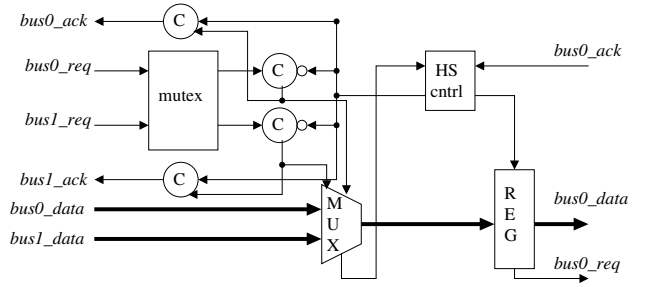 bus0_ack
C
bus0_req
C
mutex
bus1_req
C
bus1_ack
C
bus0_data
bus1_data
M
U
X
HS
cntrl
bus0_ack
R
E
G
bus0_data
bus0_req